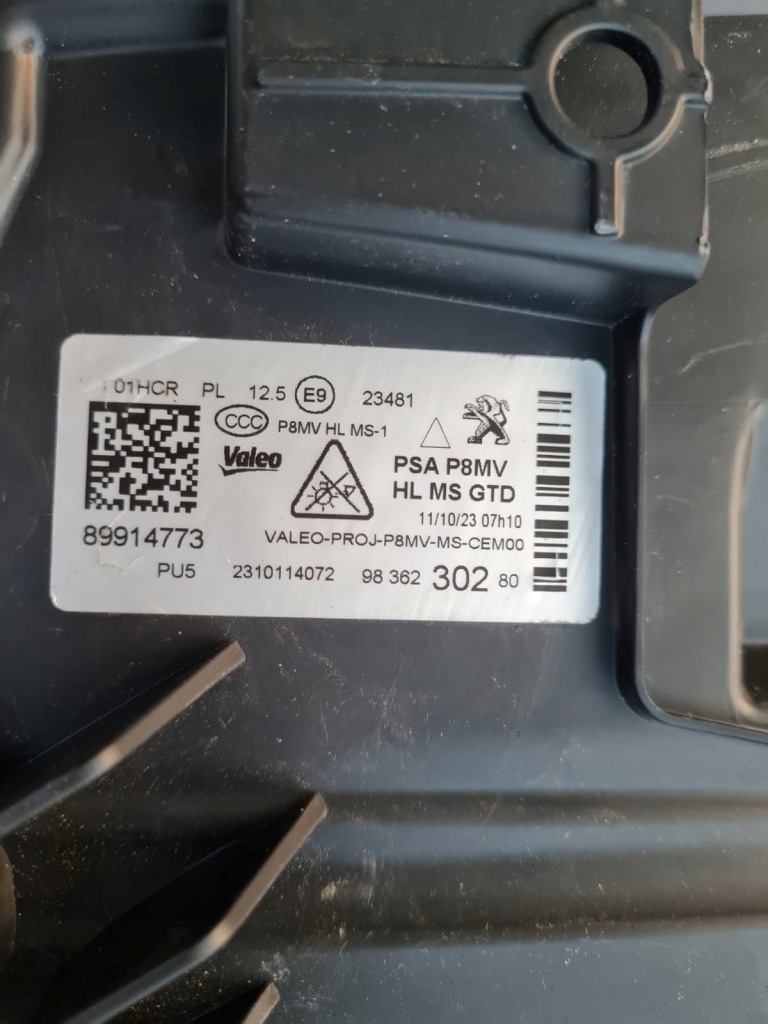 01HCR PL 12.5 E9 23481
CCC P8MV HL MS-1
Valeo
P
PSA P8MV
HL MS GTD
11/10/23 07h10
89914773
VALEO-PROJ-P8MV-MS-CEM00
PU5 2310114072 98 362 302 80